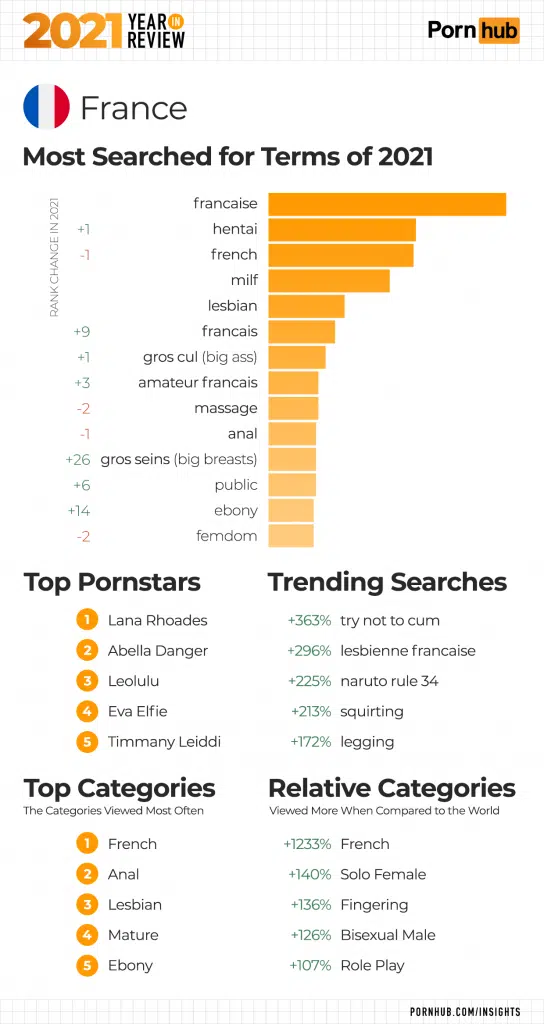 2021 YEAR IN REVIEW
Pornhub
France
Most Searched for Terms of 2021
RANK CHANGE IN 2021
francaise
+1 hentai
-1 french
milf
lesbian
+9 francais
+1 gros cul (big ass)
+3 amateur francais
-2 massage
-1 anal
+26 gros seins (big breasts)
+6 public
+14 ebony
-2 femdom
Top Pornstars
1 Lana Rhoades
2 Abella Danger
3 Leolulu
4 Eva Elfie
5 Timmany Leiddi
Trending Searches
+363% try not to cum
+296% lesbienne francaise
+225% naruto rule 34
+213% squirting
+172% legging
Top Categories
The Categories Viewed Most Often
1 French
2 Anal
3 Lesbian
4 Mature
5 Ebony
Relative Categories
Viewed More When Compared to the World
+1233% French
+140% Solo Female
+136% Fingering
+126% Bisexual Male
+107% Role Play
PORNHUB.COM/INSIGHTS